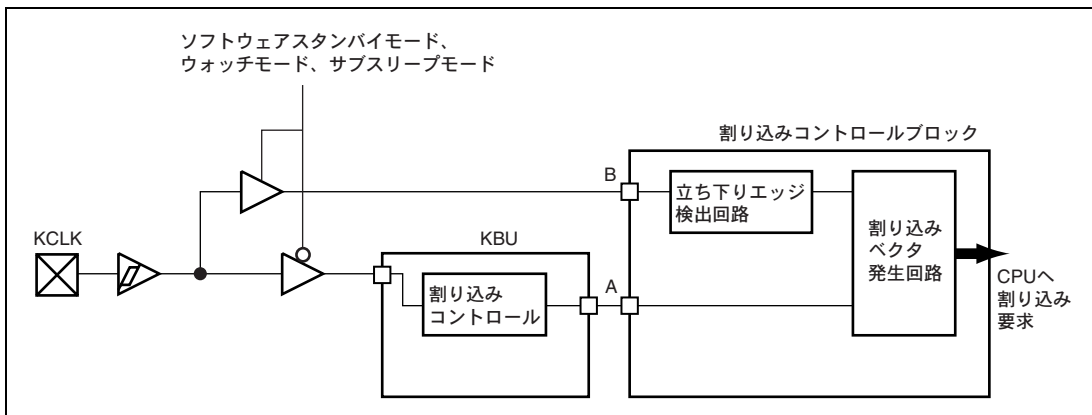 ソフトウェアスタンバイモード、
ウォッチモード、サブスリープモード
割り込みコントロールブロック
B
立ち下りエッジ
検出回路
割り込み
ベクタ
発生回路
KCLK
KBU
割り込み
コントロール
A
CPUへ
割り込み
要求